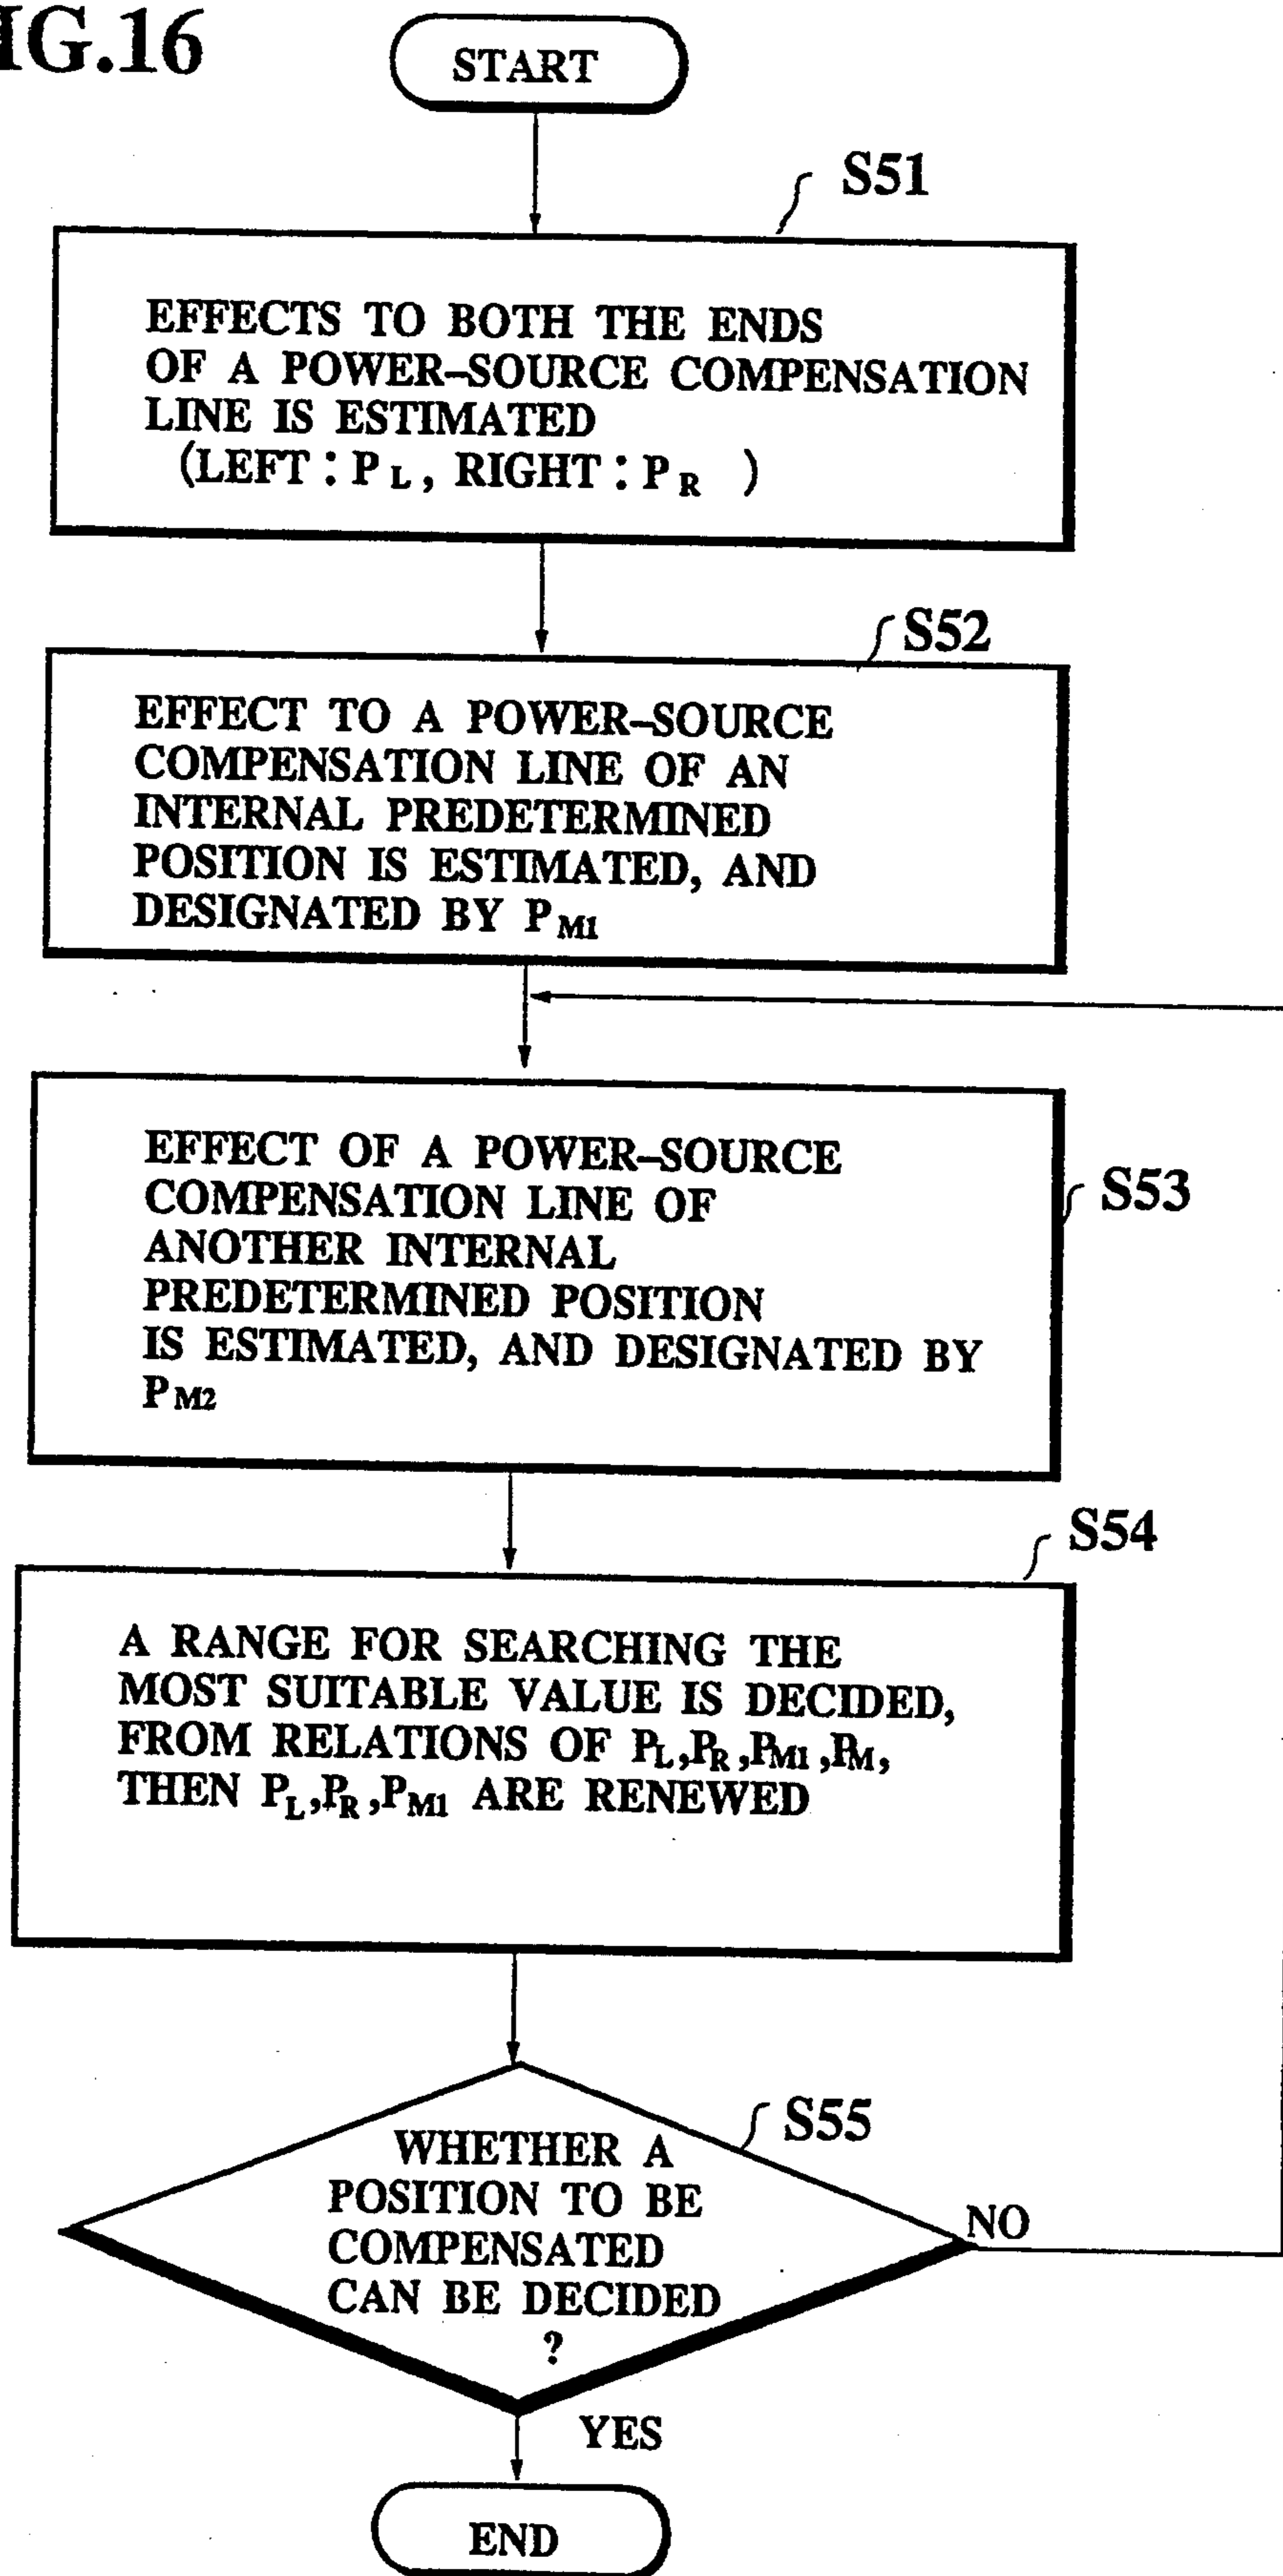 IG.16
START
S51
EFFECTS TO BOTH THE ENDS
OF A POWER-SOURCE COMPENSATION
LINE IS ESTIMATED
(LEFT : PL, RIGHT : PR )
S52
EFFECT TO A POWER-SOURCE
COMPENSATION LINE OF AN
INTERNAL PREDETERMINED
POSITION IS ESTIMATED, AND
DESIGNATED BY PM1
EFFECT OF A POWER-SOURCE
COMPENSATION LINE OF
S53
ANOTHER INTERNAL
PREDETERMINED POSITION
IS ESTIMATED, AND DESIGNATED BY
PM2
S54
A RANGE FOR SEARCHING THE
MOST SUITABLE VALUE IS DECIDED,
FROM RELATIONS OF PL,PR,PM1,PM,
THEN PL,PR,PM1 ARE RENEWED
S55
WHETHER A
POSITION TO BE
COMPENSATED
CAN BE DECIDED
?
NO
YES
END